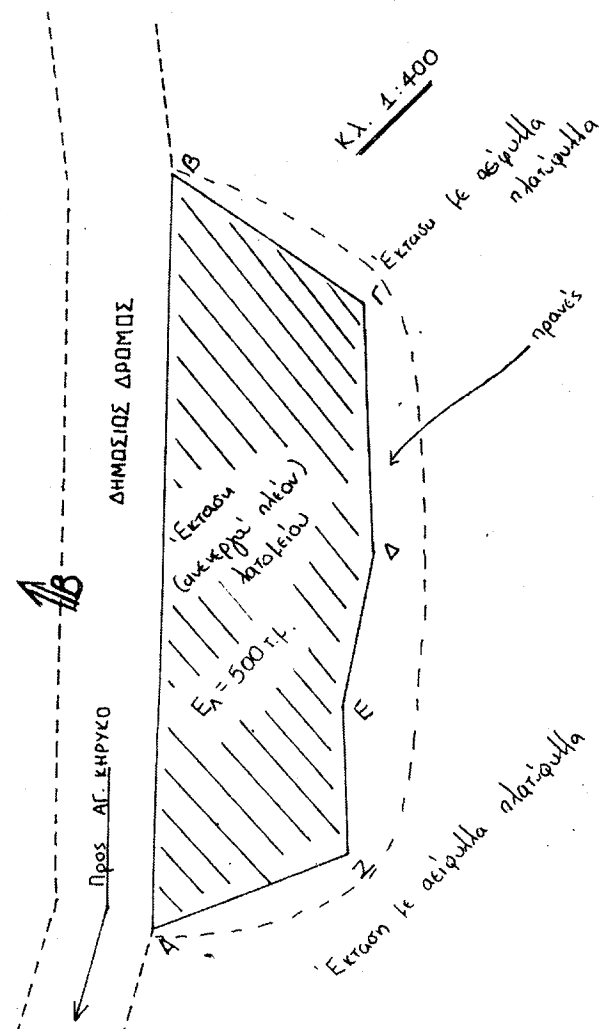 Κλ. 1:400
Έκταση με αείφυλλα
πλατύφυλλα
πρανές
ΔΗΜΟΣΙΟΣ ΔΡΟΜΟΣ
Β
Β
Γ
Έκταση
(ανενεργού πλέον)
λατομείου
Ελ = 500 τ.μ.
Δ
Ε
Ζ
Α
Προς ΑΓ. ΚΗΡΥΚΟ
Έκταση με αείφυλλα πλατύφυλλα